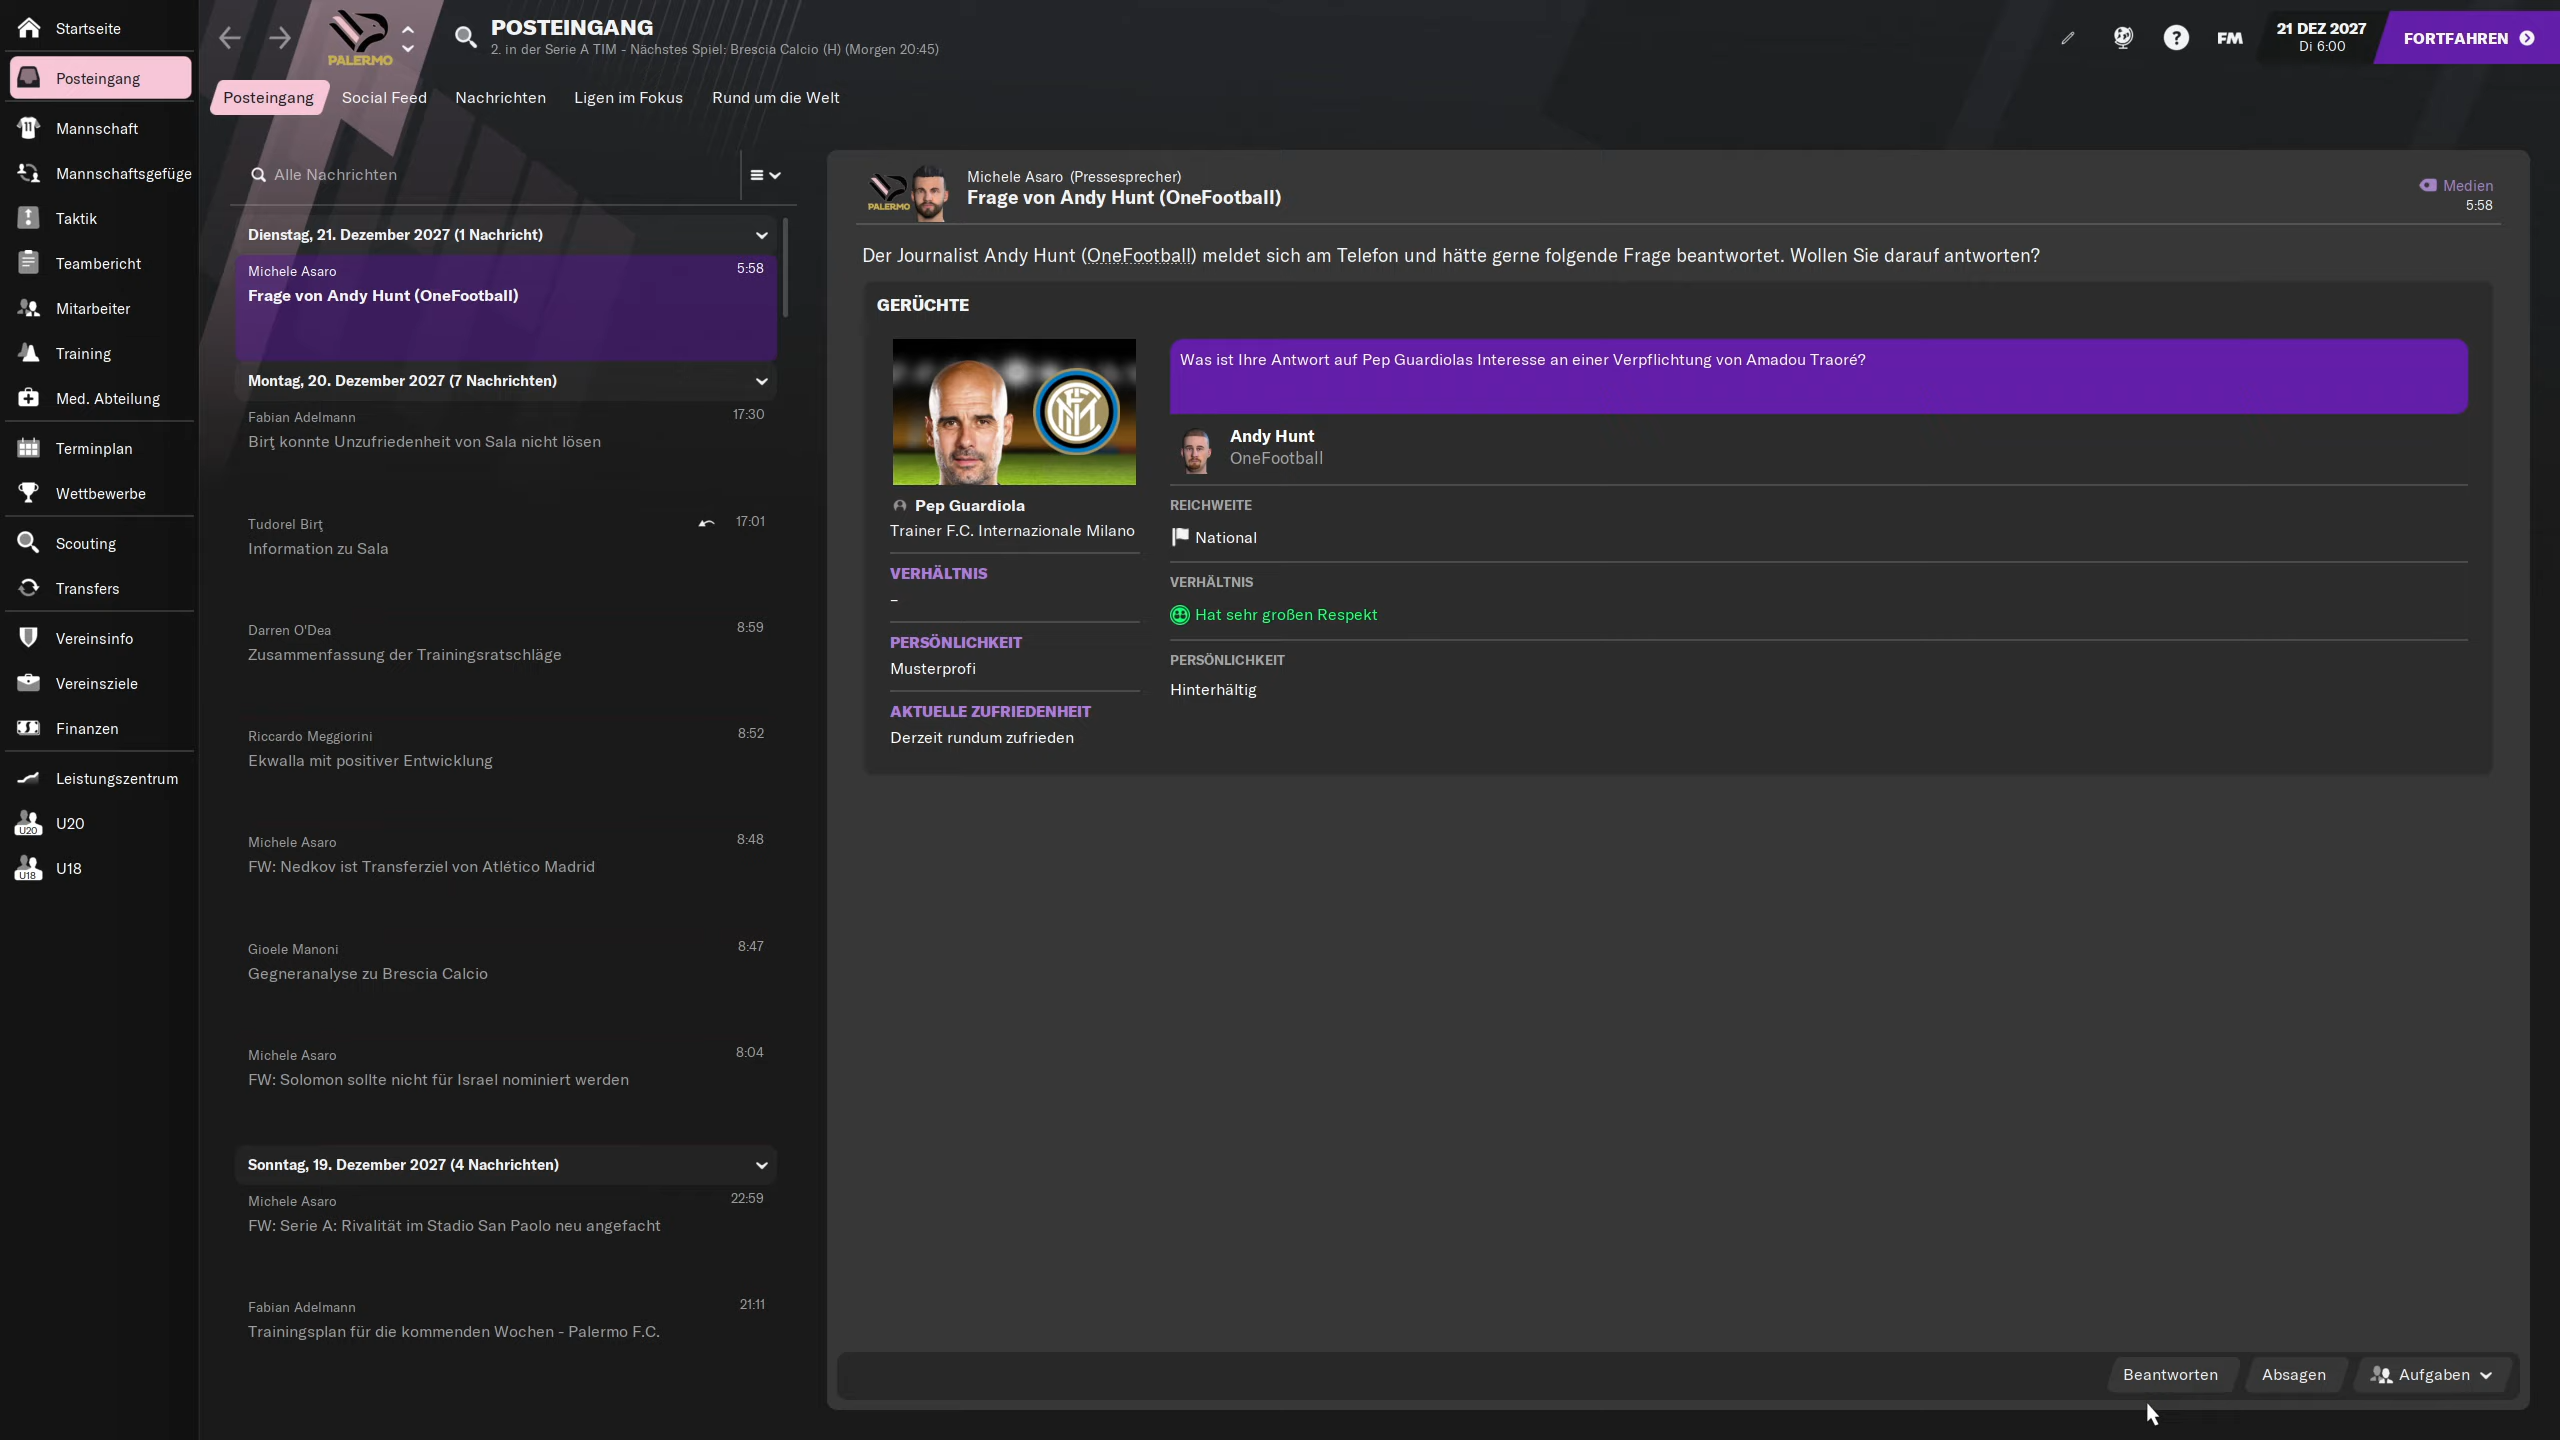 Startseite
Posteingang
Mannschaft
Mannschaftsgefüge
Taktik
Teambericht
Mitarbeiter
Training
Med. Abteilung
Terminplan
Wettbewerbe
Scouting
Transfers
Vereinsinfo
Vereinsziele
Finanzen
Leistungszentrum
U20
U20
U18
U18
PALERMO
POSTEINGANG
2. in der Serie A TIM - Nächstes Spiel: Brescia Calcio (H) (Morgen 20:45)
FM
21 DEZ 2027
Di 6:00
FORTFAHREN
Posteingang
Social Feed
Nachrichten
Ligen im Fokus
Rund um die Welt
Alle Nachrichten
Dienstag, 21. Dezember 2027 (1 Nachricht)
Michele Asaro 5:58
Frage von Andy Hunt (OneFootball)
Montag, 20. Dezember 2027 (7 Nachrichten)
Fabian Adelmann 17:30
Birţ konnte Unzufriedenheit von Sala nicht lösen
Tudorel Birţ 17:01
Information zu Sala
Darren O'Dea 8:59
Zusammenfassung der Trainingsratschläge
Riccardo Meggiorini 8:52
Ekwalla mit positiver Entwicklung
Michele Asaro 8:48
FW: Nedkov ist Transferziel von Atlético Madrid
Gioele Manoni 8:47
Gegneranalyse zu Brescia Calcio
Michele Asaro 8:04
FW: Solomon sollte nicht für Israel nominiert werden
Sonntag, 19. Dezember 2027 (4 Nachrichten)
Michele Asaro 22:59
FW: Serie A: Rivalität im Stadio San Paolo neu angefacht
Fabian Adelmann 21:11
Trainingsplan für die kommenden Wochen - Palermo F.C.
PALERMO
Michele Asaro (Pressesprecher)
Frage von Andy Hunt (OneFootball)
Medien
5:58
Der Journalist Andy Hunt (OneFootball) meldet sich am Telefon und hätte gerne folgende Frage beantwortet. Wollen Sie darauf antworten?
GERÜCHTE
Pep Guardiola
Trainer F.C. Internazionale Milano
VERHÄLTNIS
-
PERSÖNLICHKEIT
Musterprofi
AKTUELLE ZUFRIEDENHEIT
Derzeit rundum zufrieden
Was ist Ihre Antwort auf Pep Guardiolas Interesse an einer Verpflichtung von Amadou Traoré?
Andy Hunt
OneFootball
REICHWEITE
National
VERHÄLTNIS
Hat sehr großen Respekt
PERSÖNLICHKEIT
Hinterhältig
Beantworten
Absagen
Aufgaben